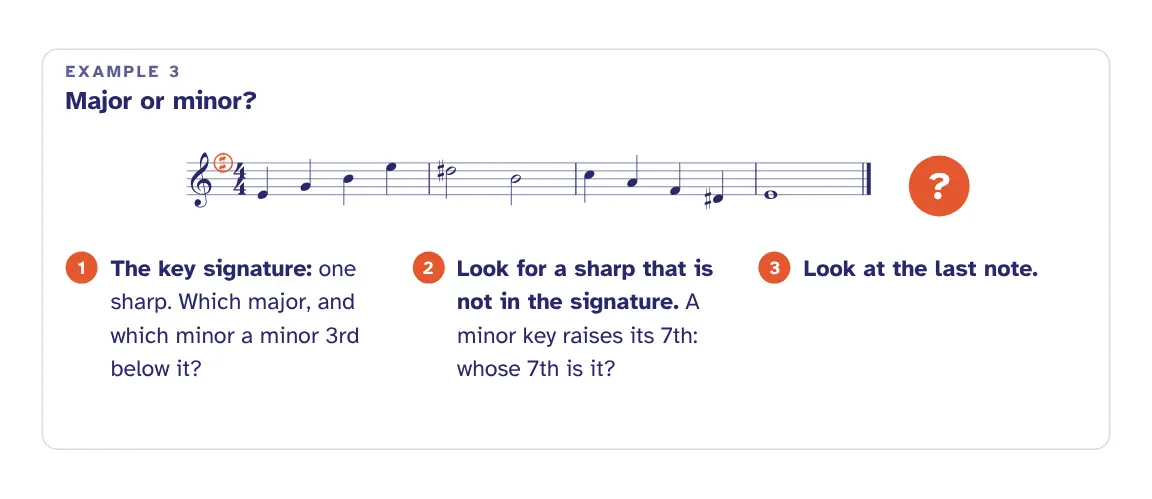 EXAMPLE 3
Major or minor?
4
4
?
1
The key signature: one
sharp. Which major, and
which minor a minor 3rd
below it?
2
Look for a sharp that is
not in the signature. A
minor key raises its 7th:
whose 7th is it?
3
Look at the last note.